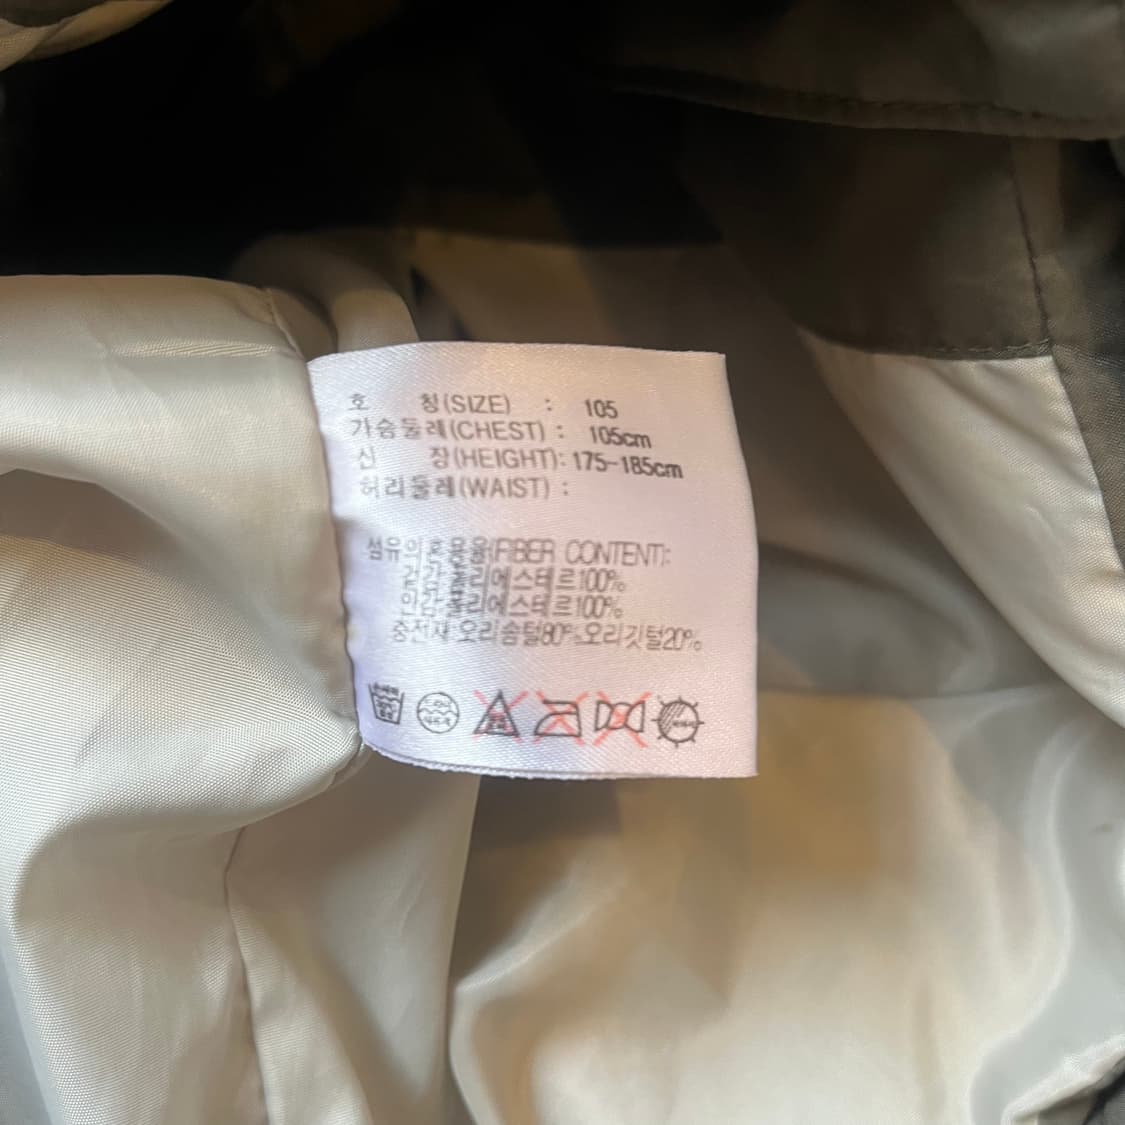 호 칭(SIZE) : 105
가슴둘레(CHEST) : 105cm
신 장(HEIGHT): 175-185cm
허리둘레(WAIST) :
섬유의혼용율(FIBER CONTENT):
겉감:폴리에스테르100%
안감:폴리에스테르100%
충전재:오리솜털80%,오리깃털20%